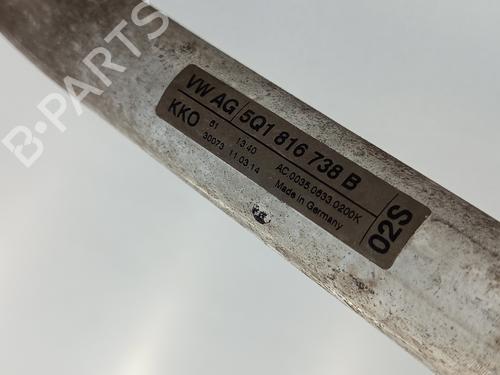 B-PARTS
VW AG 5Q1 816 738 B
KKO 81 13:40 AC.0035.0633.0200K
30073 11.03.14 Made in Germany
02S